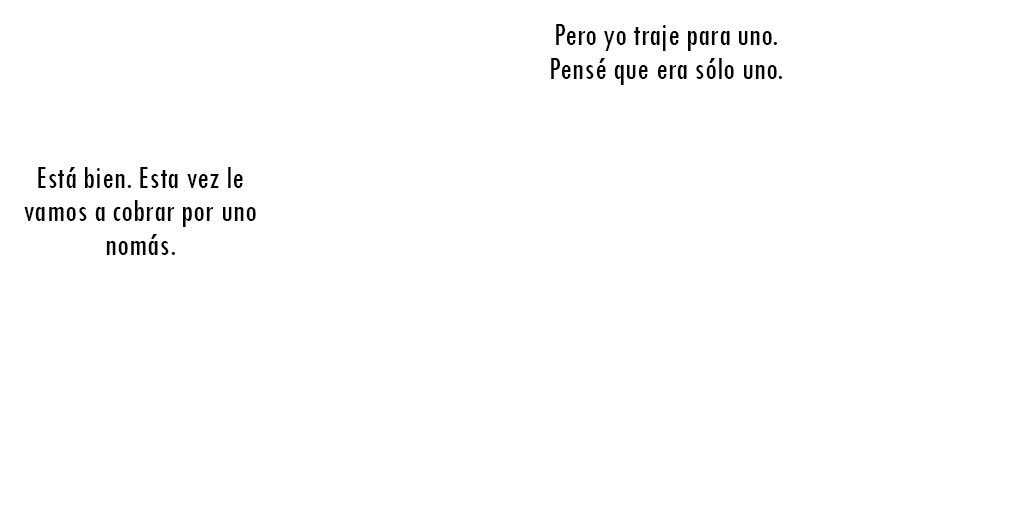 Pero yo traje para uno.
Pensé que era sólo uno.
Está bien. Esta vez le
vamos a cobrar por uno
nomás.